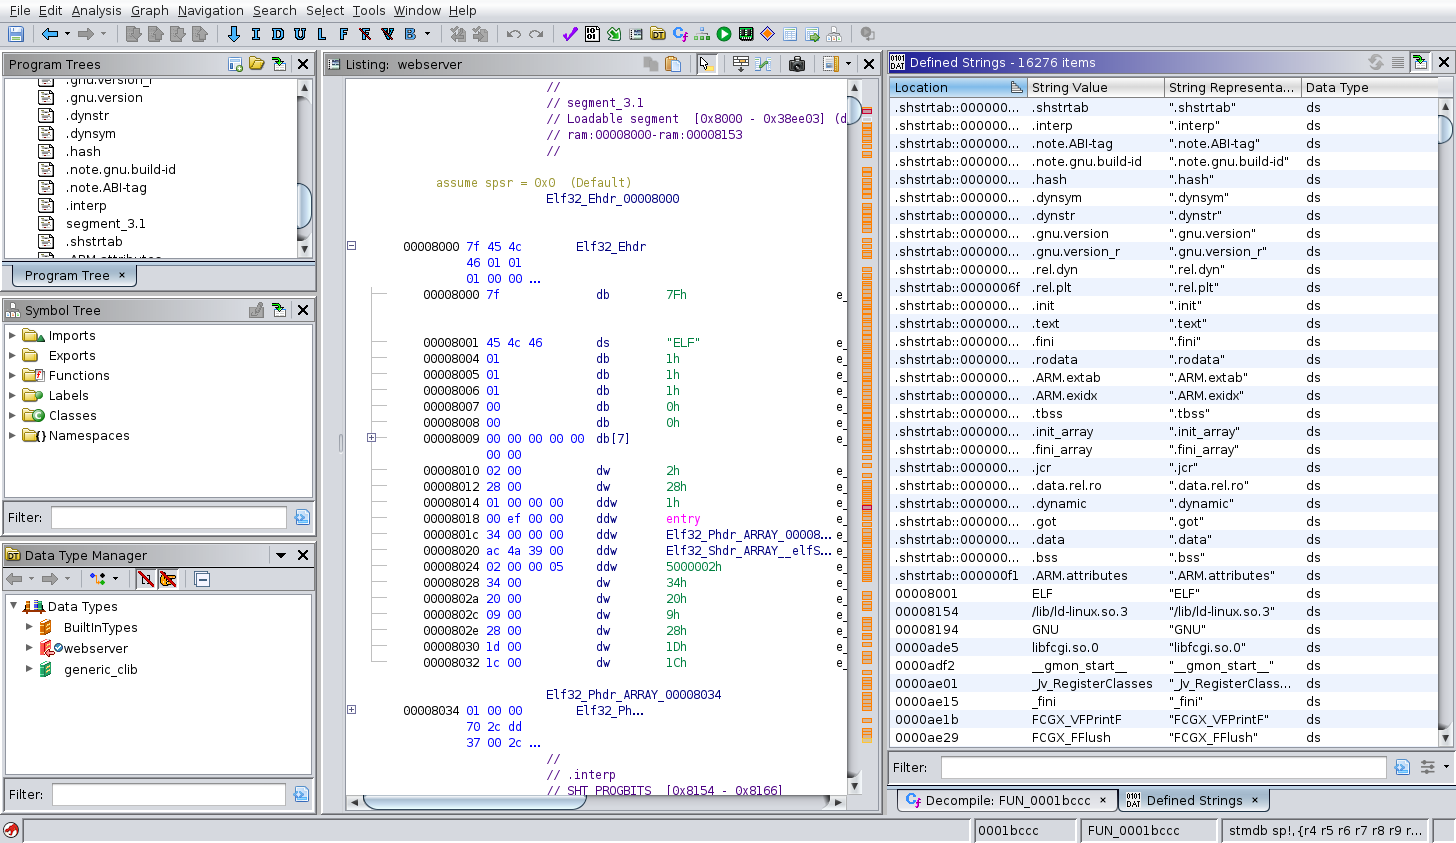 File Edit Analysis Graph Navigation Search Select Tools Window Help
I D U L F R V B
Program Trees
.gnu.version_r
.gnu.version
.dynstr
.dynsym
.hash
.note.gnu.build-id
.note.ABI-tag
.interp
segment_3.1
.shstrtab
.ARM.attributes
Program Tree ×
Symbol Tree
Imports
Exports
Functions
Labels
Classes
Namespaces
Filter:
Data Type Manager
Data Types
BuiltInTypes
webserver
generic_clib
Filter:
Listing: webserver
//
// segment_3.1
// Loadable segment [0x8000 - 0x38ee03] (d
// ram:00008000-ram:00008153
//
assume spsr = 0x0 (Default)
Elf32_Ehdr_00008000
00008000 7f 45 4c Elf32_Ehdr
46 01 01
01 00 00 ...
00008000 7f db 7Fh e_
00008001 45 4c 46 ds "ELF" e_
00008004 01 db 1h e_
00008005 01 db 1h e_
00008006 01 db 1h e_
00008007 00 db 0h e_
00008008 00 db 0h e_
00008009 00 00 00 00 00 db[7] e_
00 00
00008010 02 00 dw 2h e_
00008012 28 00 dw 28h e_
00008014 01 00 00 00 ddw 1h e_
00008018 00 ef 00 00 ddw entry e_
0000801c 34 00 00 00 ddw Elf32_Phdr_ARRAY_00008... e_
00008020 ac 4a 39 00 ddw Elf32_Shdr_ARRAY__elfS... e_
00008024 02 00 00 05 ddw 5000002h e_
00008028 34 00 dw 34h e_
0000802a 20 00 dw 20h e_
0000802c 09 00 dw 9h e_
0000802e 28 00 dw 28h e_
00008030 1d 00 dw 1Dh e_
00008032 1c 00 dw 1Ch e_
Elf32_Phdr_ARRAY_00008034
00008034 01 00 00 Elf32_Ph...
70 2c dd
37 00 2c ...
//
// .interp
// SHT_PROGBITS [0x8154 - 0x8166]
Defined Strings - 16276 items
Location String Value String Representa... Data Type
.shstrtab::000000... .shstrtab ".shstrtab" ds
.shstrtab::000000... .interp ".interp" ds
.shstrtab::000000... .note.ABI-tag ".note.ABI-tag" ds
.shstrtab::000000... .note.gnu.build-id ".note.gnu.build-id" ds
.shstrtab::000000... .hash ".hash" ds
.shstrtab::000000... .dynsym ".dynsym" ds
.shstrtab::000000... .dynstr ".dynstr" ds
.shstrtab::000000... .gnu.version ".gnu.version" ds
.shstrtab::000000... .gnu.version_r ".gnu.version_r" ds
.shstrtab::000000... .rel.dyn ".rel.dyn" ds
.shstrtab::0000006f .rel.plt ".rel.plt" ds
.shstrtab::000000... .init ".init" ds
.shstrtab::000000... .text ".text" ds
.shstrtab::000000... .fini ".fini" ds
.shstrtab::000000... .rodata ".rodata" ds
.shstrtab::000000... .ARM.extab ".ARM.extab" ds
.shstrtab::000000... .ARM.exidx ".ARM.exidx" ds
.shstrtab::000000... .tbss ".tbss" ds
.shstrtab::000000... .init_array ".init_array" ds
.shstrtab::000000... .fini_array ".fini_array" ds
.shstrtab::000000... .jcr ".jcr" ds
.shstrtab::000000... .data.rel.ro ".data.rel.ro" ds
.shstrtab::000000... .dynamic ".dynamic" ds
.shstrtab::000000... .got ".got" ds
.shstrtab::000000... .data ".data" ds
.shstrtab::000000... .bss ".bss" ds
.shstrtab::000000f1 .ARM.attributes ".ARM.attributes" ds
00008001 ELF "ELF" ds
00008154 /lib/ld-linux.so.3 "/lib/ld-linux.so.3" ds
00008194 GNU "GNU" ds
0000ade5 libfcgi.so.0 "libfcgi.so.0" ds
0000adf2 __gmon_start__ "__gmon_start__" ds
0000ae01 _Jv_RegisterClasses "_Jv_RegisterClass... ds
0000ae15 _fini "_fini" ds
0000ae1b FCGX_VFPrintF "FCGX_VFPrintF" ds
0000ae29 FCGX_FFlush "FCGX_FFlush" ds
Filter:
Decompile: FUN_0001bccc × Defined Strings ×
0001bccc FUN_0001bccc stmdb sp!,{r4 r5 r6 r7 r8 r9 r...